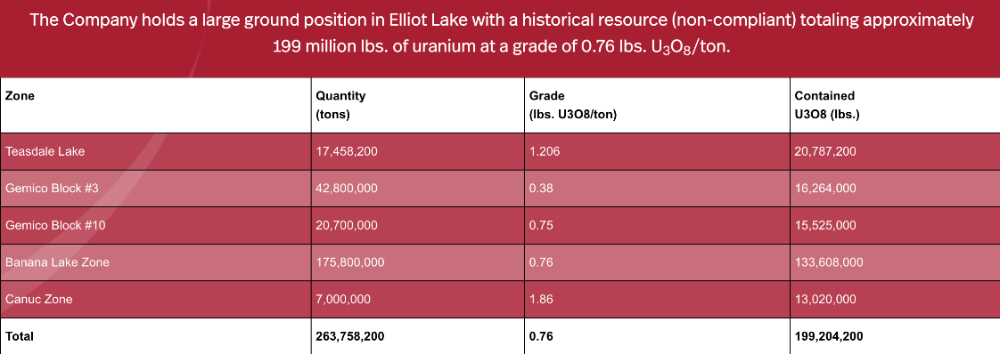 The Company holds a large ground position in Elliot Lake with a historical resource (non-compliant) totaling approximately
199 million lbs. of uranium at a grade of 0.76 lbs. U₃O₈/ton.
Zone Quantity (tons) Grade (lbs. U3O8/ton) Contained U3O8 (lbs.)
Teasdale Lake 17,458,200 1.206 20,787,200
Gemico Block #3 42,800,000 0.38 16,264,000
Gemico Block #10 20,700,000 0.75 15,525,000
Banana Lake Zone 175,800,000 0.76 133,608,000
Canuc Zone 7,000,000 1.86 13,020,000
Total 263,758,200 0.76 199,204,200